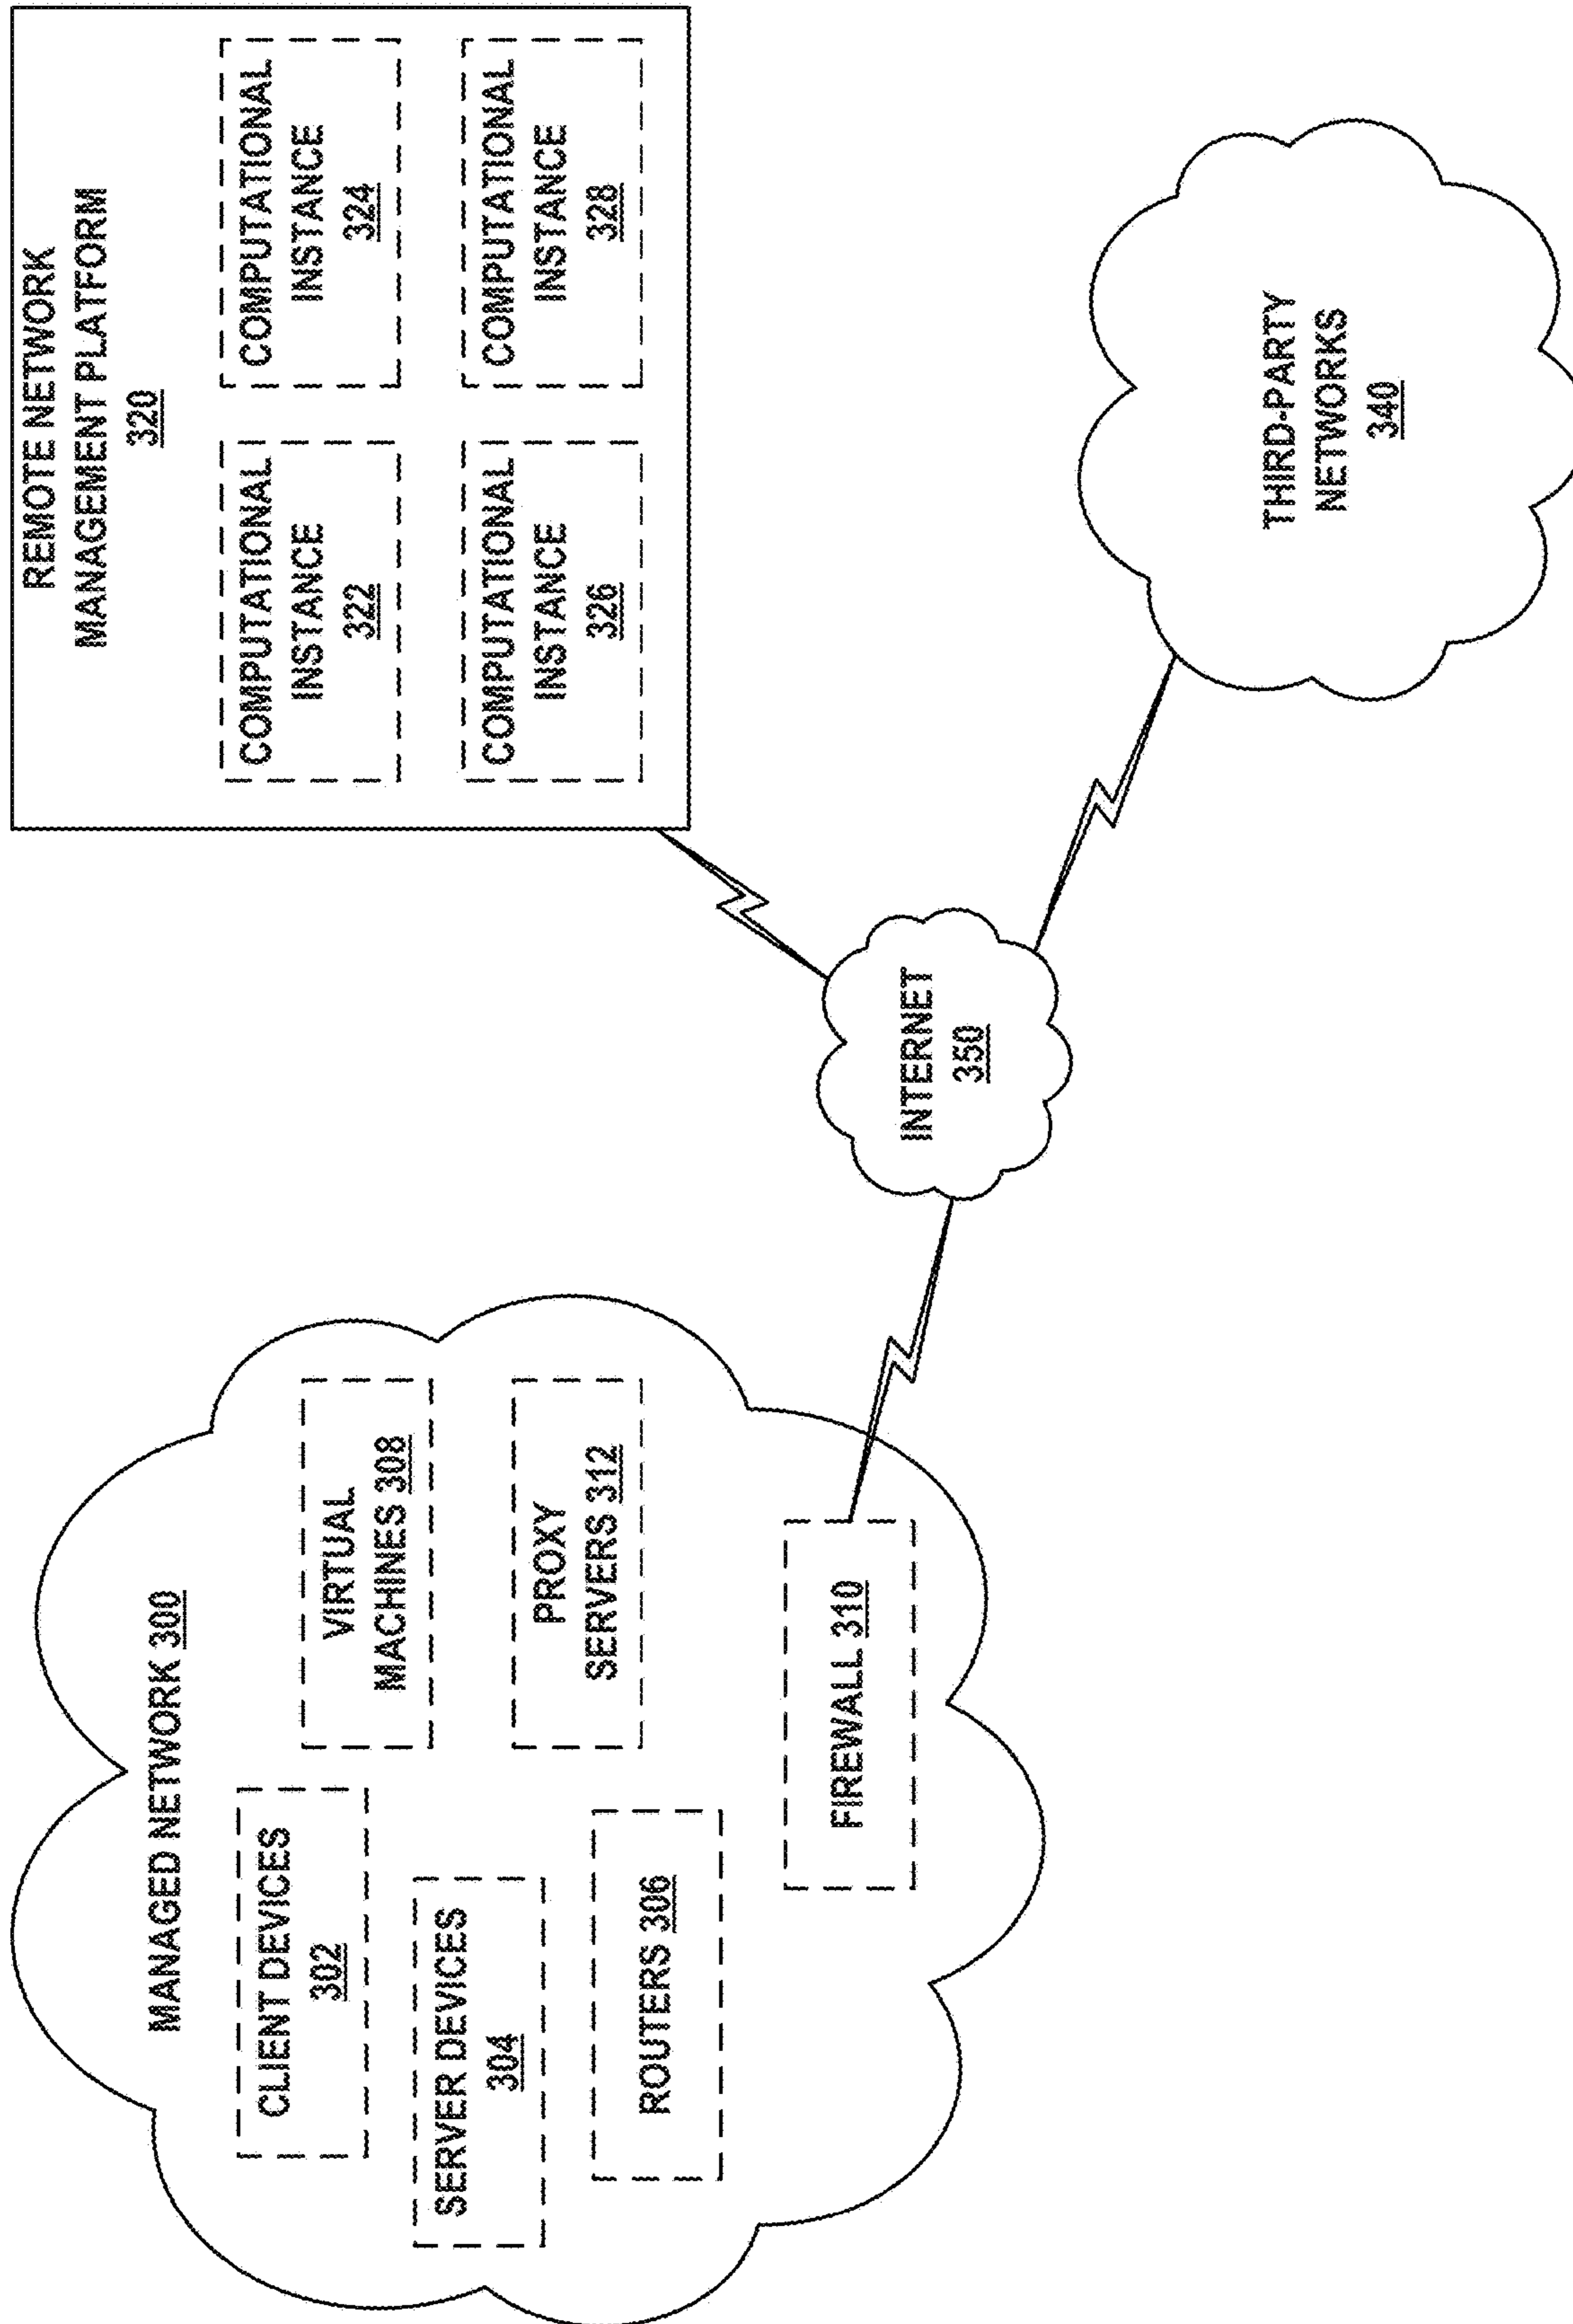 MANAGED NETWORK 300
CLIENT DEVICES
302
SERVER DEVICES
304
ROUTERS 306
VIRTUAL
MACHINES 308
PROXY
SERVERS 312
FIREWALL 310
INTERNET
350
REMOTE NETWORK
MANAGEMENT PLATFORM
320
COMPUTATIONAL
INSTANCE
322
COMPUTATIONAL
INSTANCE
324
COMPUTATIONAL
INSTANCE
326
COMPUTATIONAL
INSTANCE
328
THIRD-PARTY
NETWORKS
340